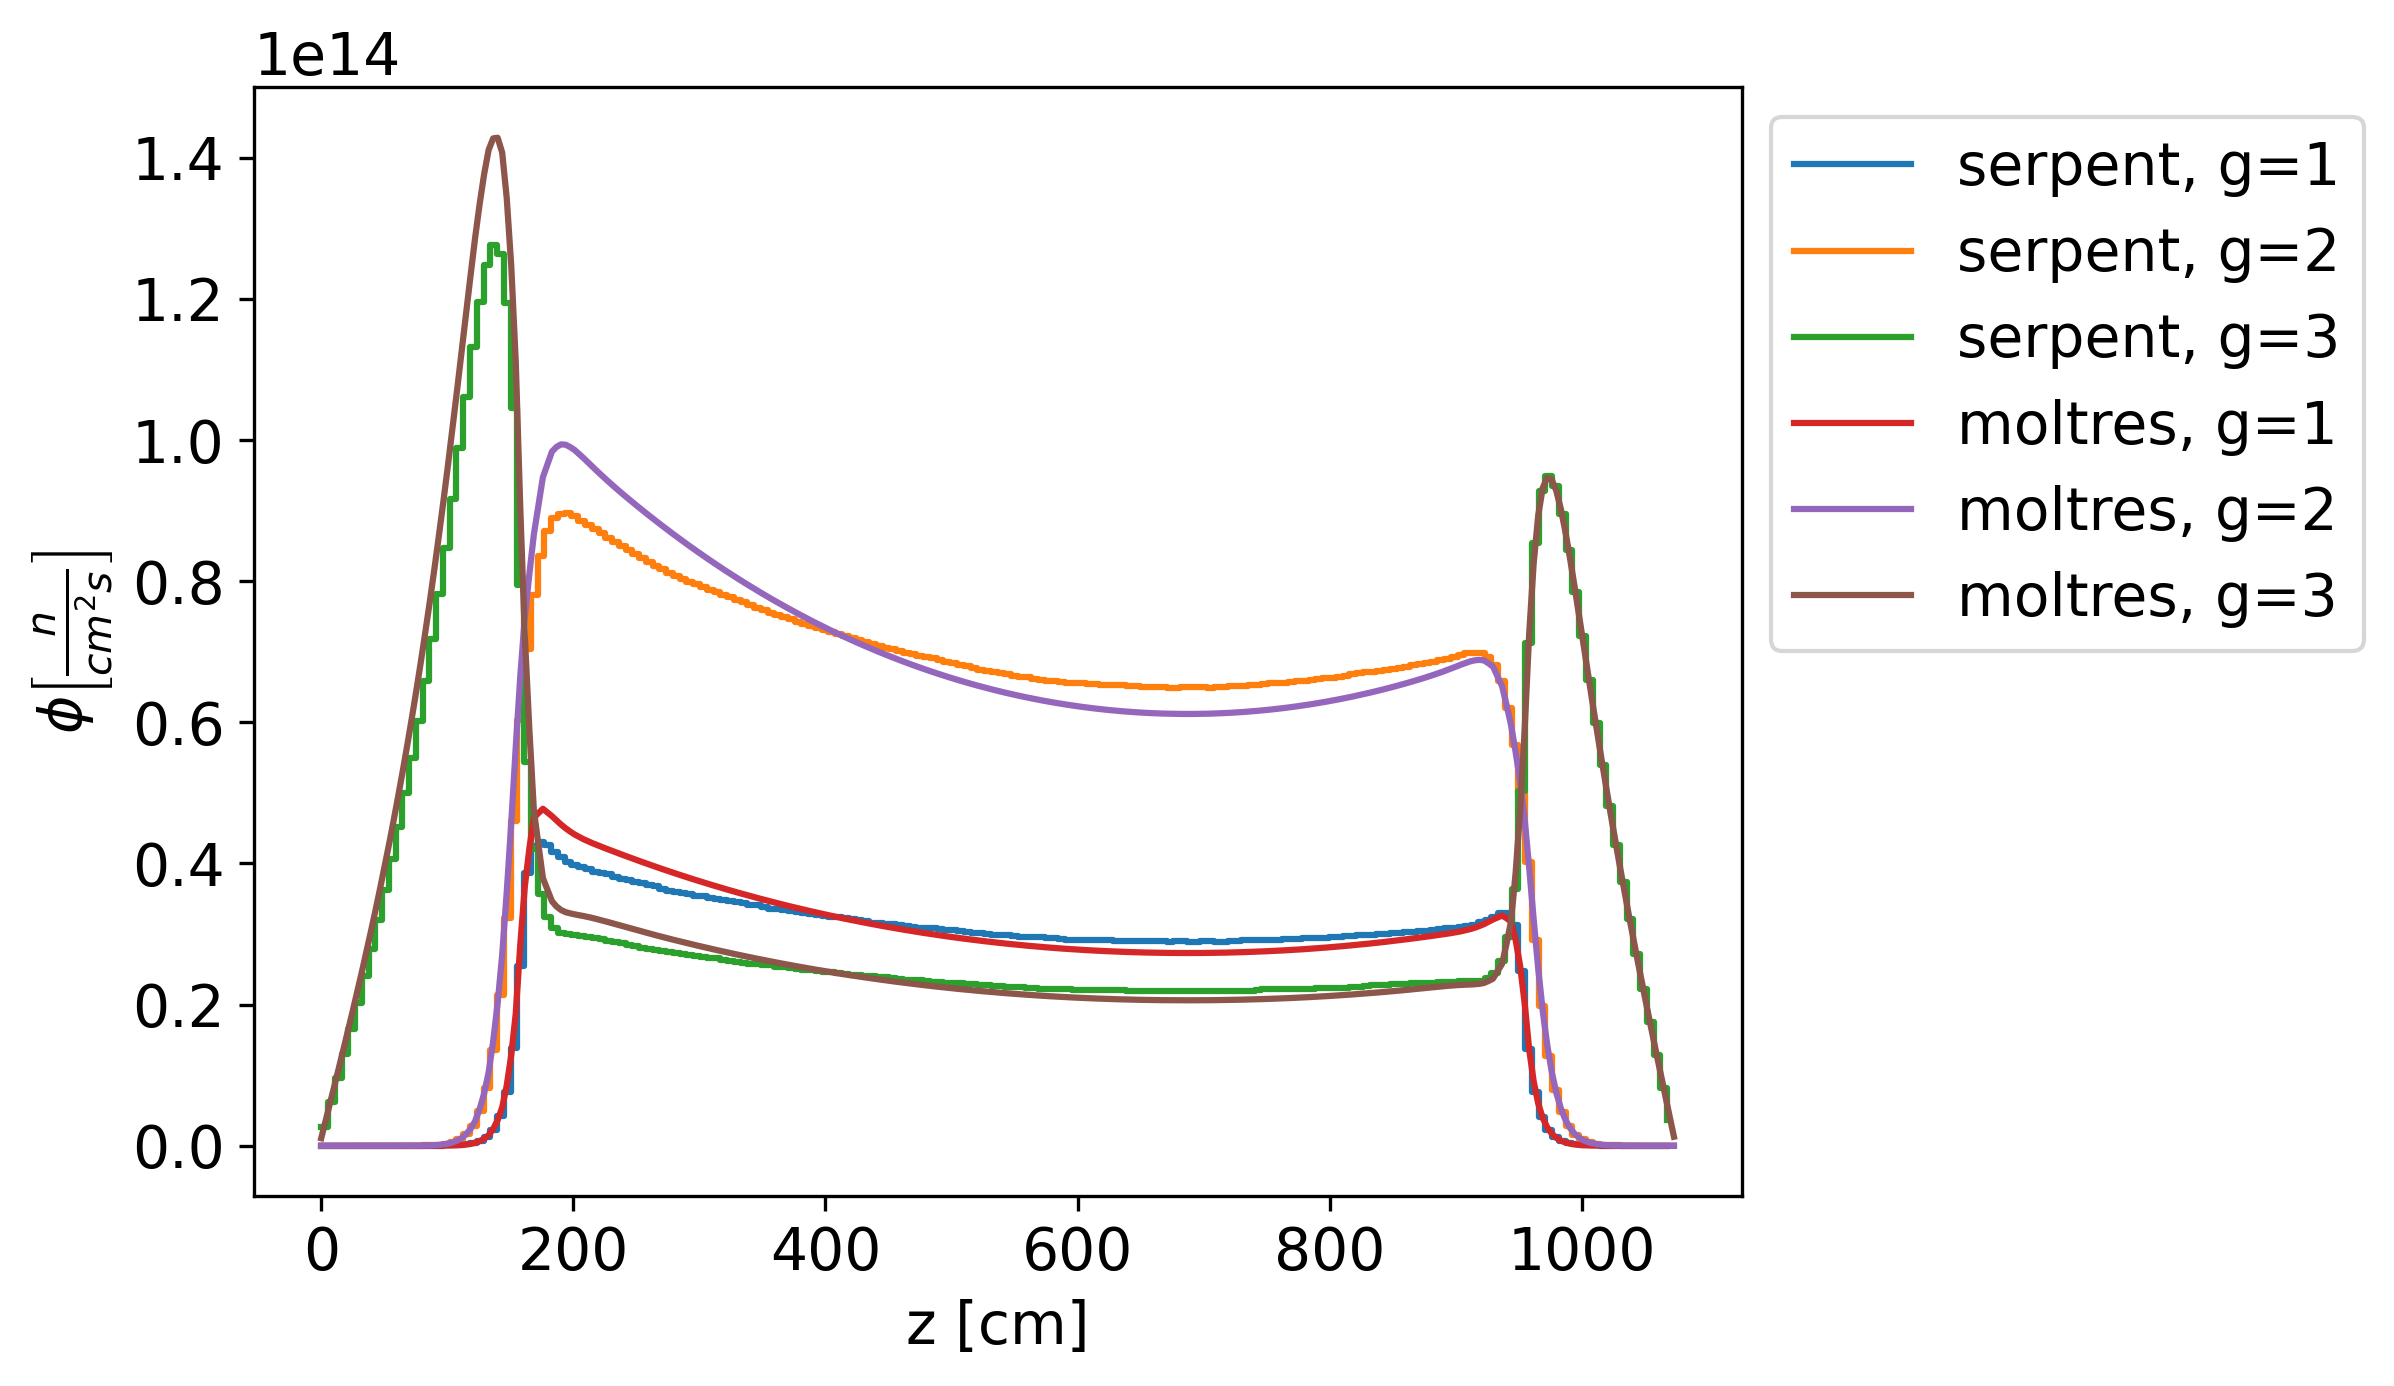 1e14
1.4
1.2
1.0
0.8
0.6
0.4
0.2
0.0
ϕ[n/cm²s]
0 200 400 600 800 1000
z [cm]
serpent, g=1
serpent, g=2
serpent, g=3
moltres, g=1
moltres, g=2
moltres, g=3